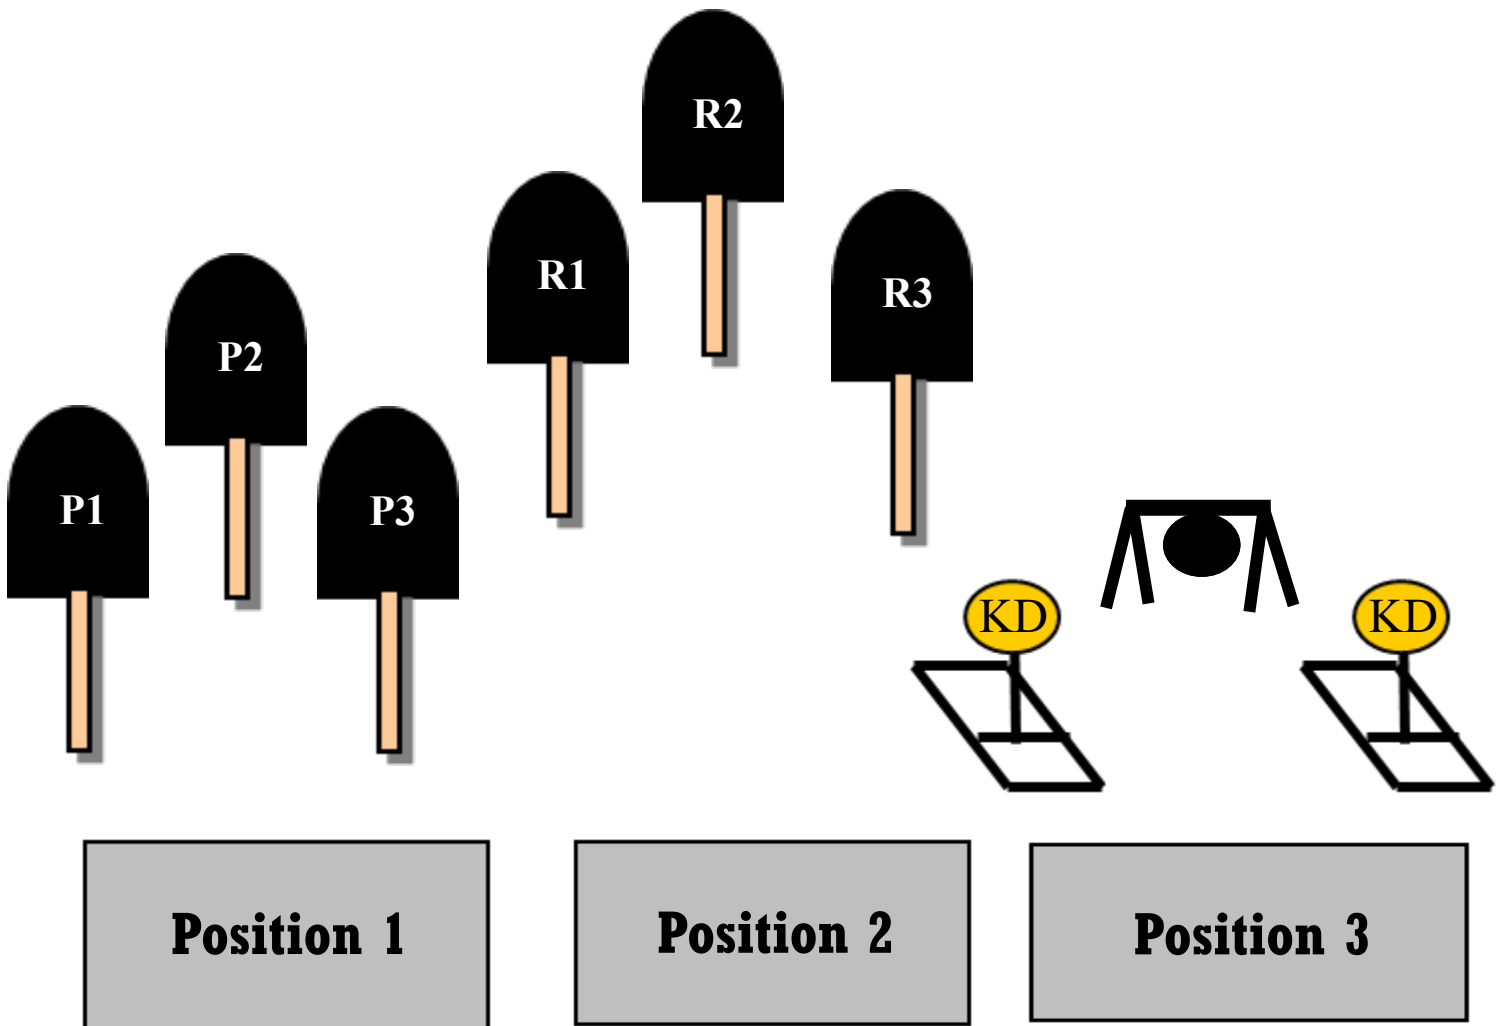 R2
R1
R3
P2
P1
P3
KD
KD
Position 1
Position 2
Position 3